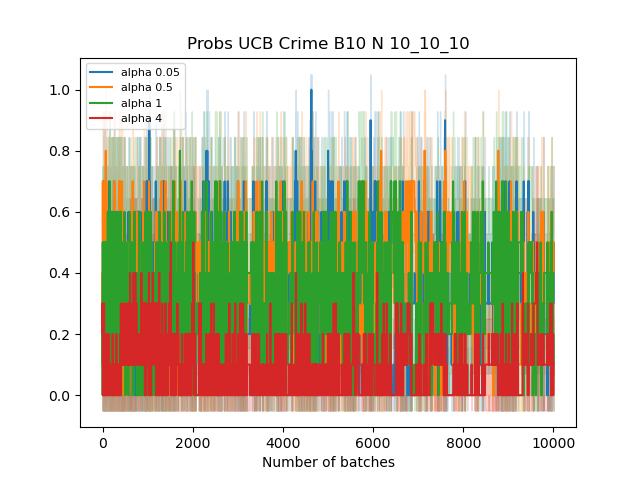 Probs UCB Crime B10 N 10_10_10
alpha 0.05
alpha 0.5
alpha 1
alpha 4
1.0
0.8
0.6
0.4
0.2
0.0
0 2000 4000 6000 8000 10000
Number of batches